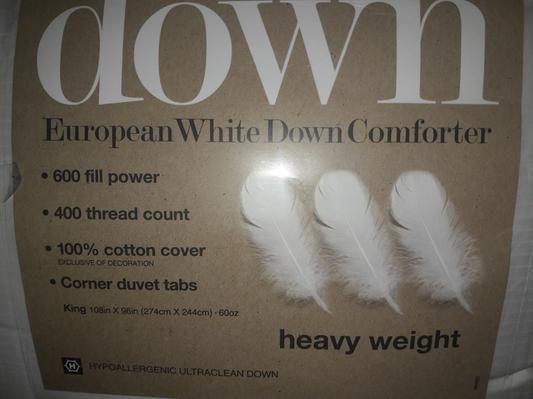 down
European White Down Comforter
• 600 fill power
• 400 thread count
• 100% cotton cover
EXCLUSIVE OF DECORATION
• Corner duvet tabs
King 108in X 96in (274cm X 244cm) · 60oz
heavy weight
H HYPOALLERGENIC ULTRACLEAN DOWN